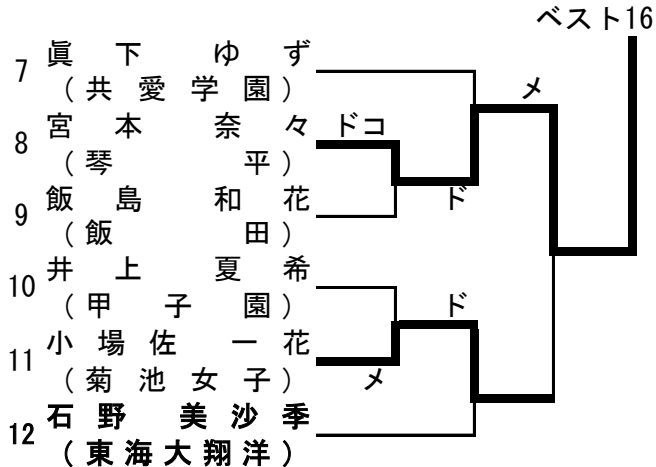 ベスト16
7 眞下 ゆず
(共愛学園)
メ
8 宮本 奈々 ドコ
(琴平)
ド
9 飯島 和花
(飯田)
10 井上 夏希
(甲子園)
ド
11 小場佐 一花
(菊池女子)
メ
12 石野 美沙季
(東海大翔洋)